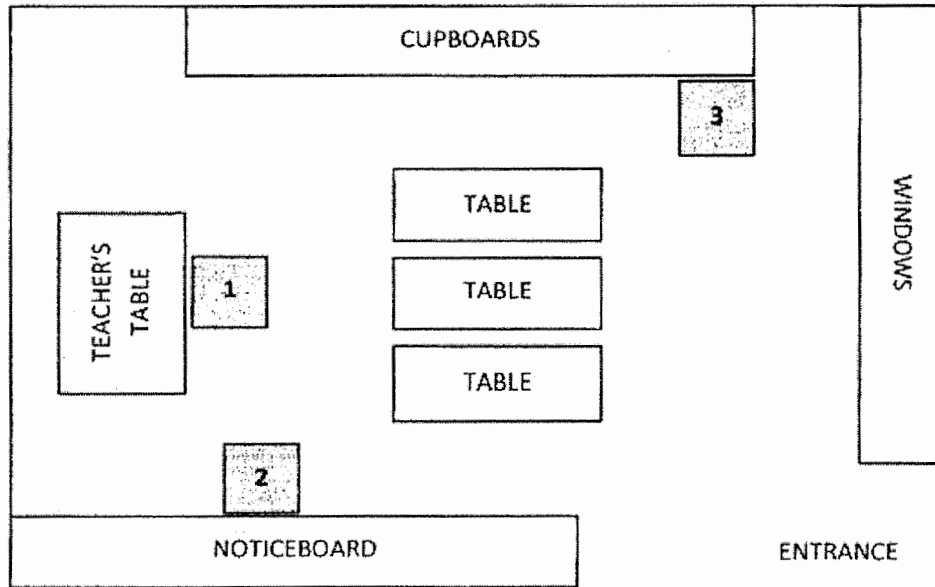 CUPBOARDS
3
TABLE
WINDOWS
TEACHER'S
TABLE
1
TABLE
TABLE
2
NOTICEBOARD
ENTRANCE